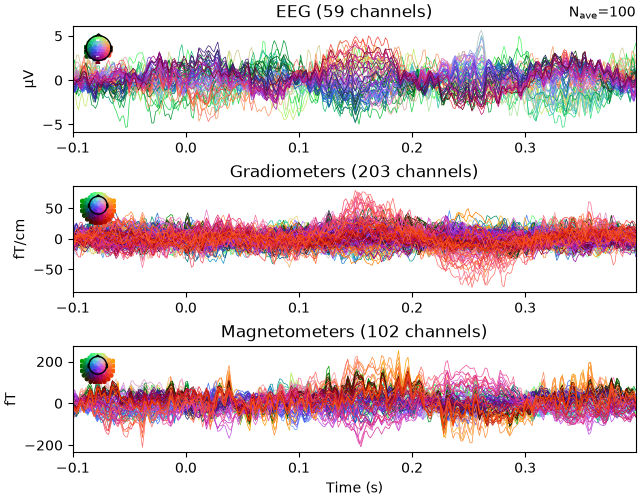 EEG (59 channels)
Nave=100
μV
5
0
−5
−0.1 0.0 0.1 0.2 0.3
Gradiometers (203 channels)
fT/cm
50
0
−50
−0.1 0.0 0.1 0.2 0.3
Magnetometers (102 channels)
fT
200
0
−200
−0.1 0.0 0.1 0.2 0.3
Time (s)